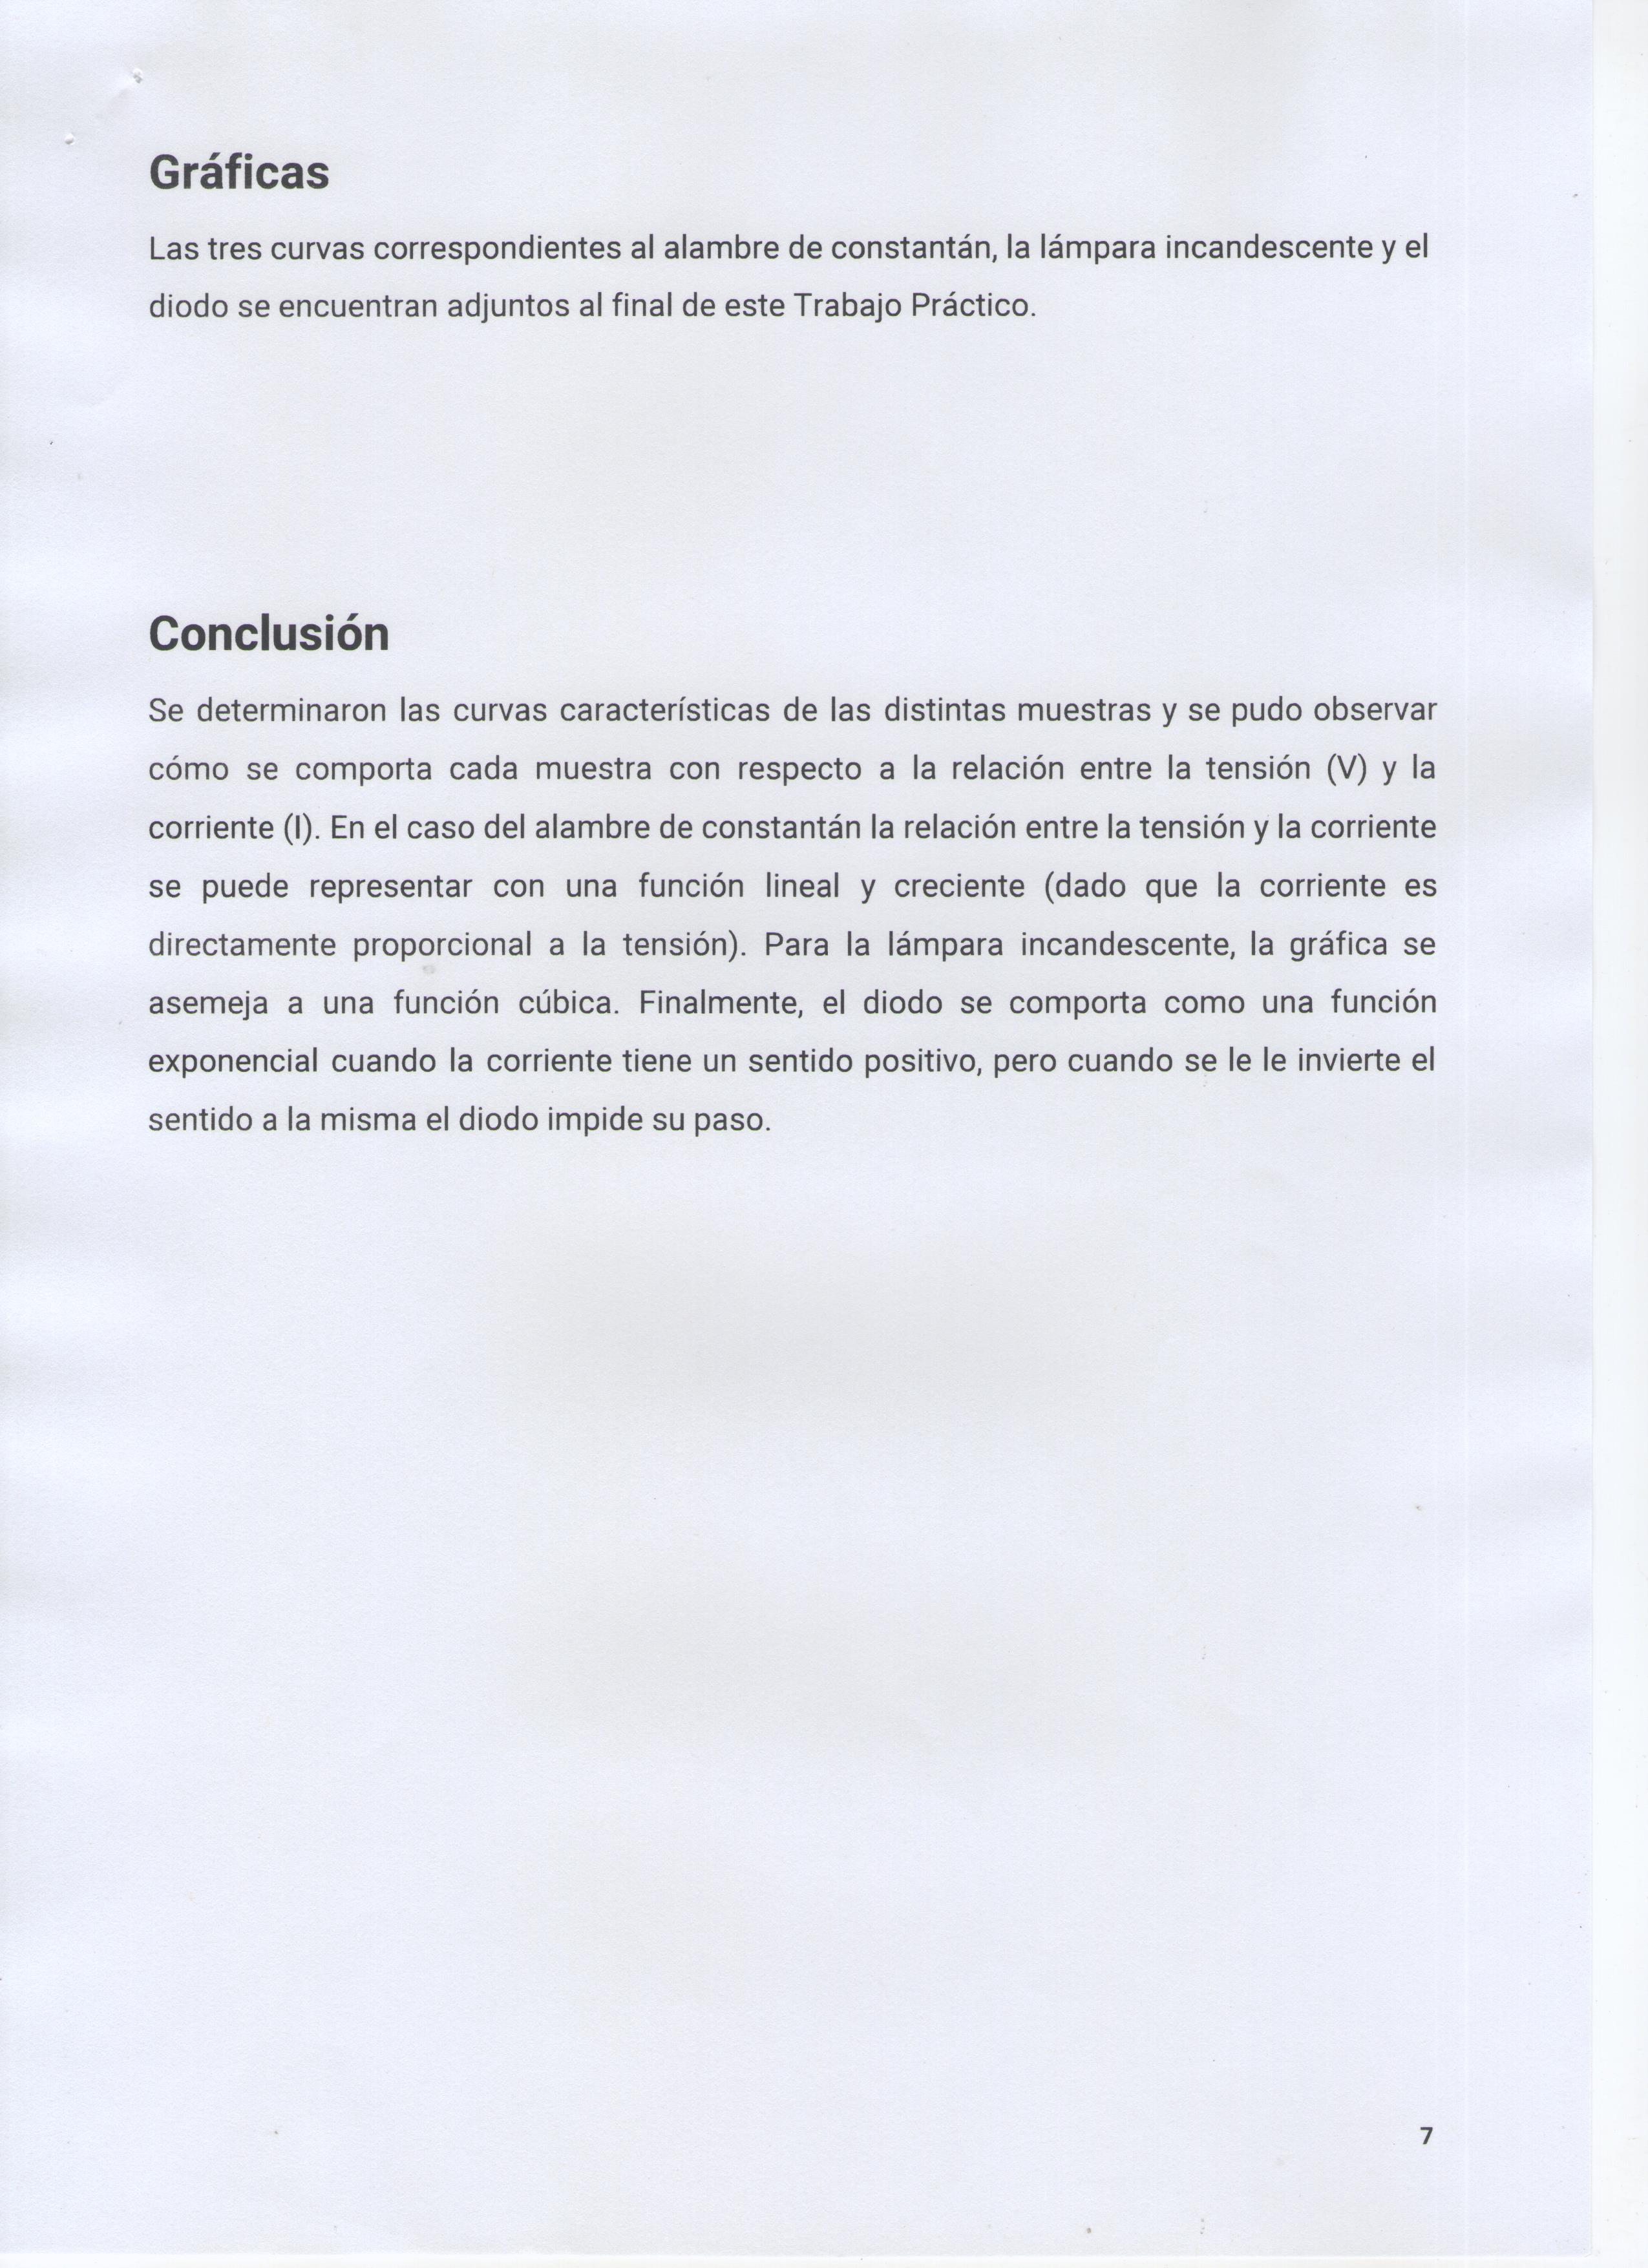 Gráficas
Las tres curvas correspondientes al alambre de constantán, la lámpara incandescente y el
diodo se encuentran adjuntos al final de este Trabajo Práctico.
Conclusión
Se determinaron las curvas características de las distintas muestras y se pudo observar
cómo se comporta cada muestra con respecto a la relación entre la tensión (V) y la
corriente (I). En el caso del alambre de constantán la relación entre la tensión y la corriente
se puede representar con una función lineal y creciente (dado que la corriente es
directamente proporcional a la tensión). Para la lámpara incandescente, la gráfica se
asemeja a una función cúbica. Finalmente, el diodo se comporta como una función
exponencial cuando la corriente tiene un sentido positivo, pero cuando se le le invierte el
sentido a la misma el diodo impide su paso.
7